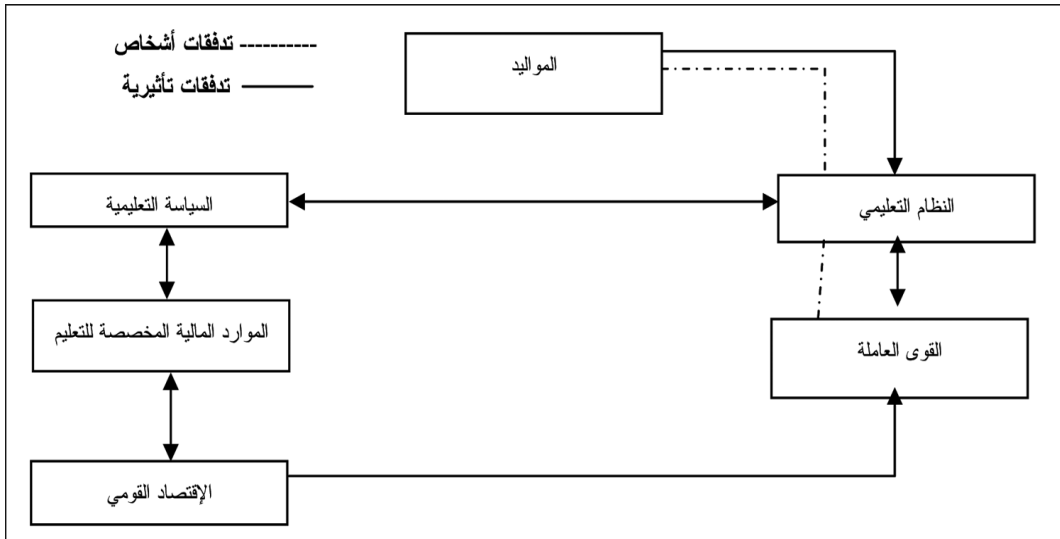 تدفقات أشخاص
تدفقات تأثيرية
المواليد
السياسة التعليمية
النظام التعليمي
الموارد المالية المخصصة للتعليم
القوى العاملة
الإقتصاد القومي